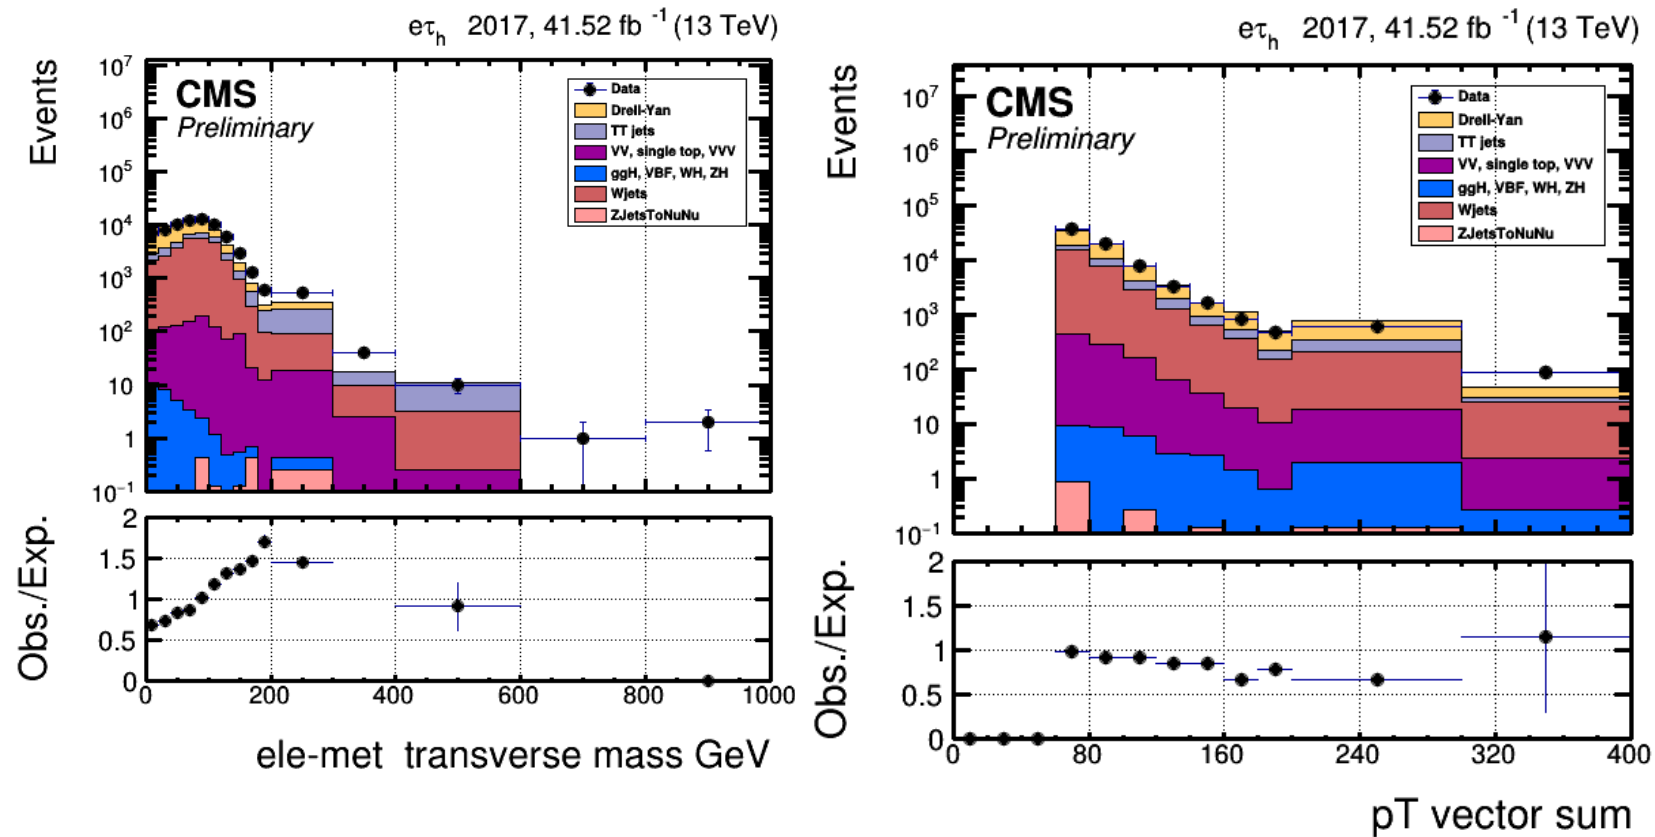 eτh 2017, 41.52 fb -1 (13 TeV)
Events
10^7
10^6
10^5
10^4
10^3
10^2
10
1
10^-1
CMS
Preliminary
Data
Drell-Yan
TT jets
VV, single top, VVV
ggH, VBF, WH, ZH
Wjets
ZJetsToNuNu
Obs./Exp.
2
1.5
1
0.5
0
0 200 400 600 800 1000
ele-met transverse mass GeV
eτh 2017, 41.52 fb -1 (13 TeV)
Events
10^7
10^6
10^5
10^4
10^3
10^2
10
1
10^-1
CMS
Preliminary
Data
Drell-Yan
TT jets
VV, single top, VVV
ggH, VBF, WH, ZH
Wjets
ZJetsToNuNu
Obs./Exp.
2
1.5
1
0.5
0
0 80 160 240 320 400
pT vector sum